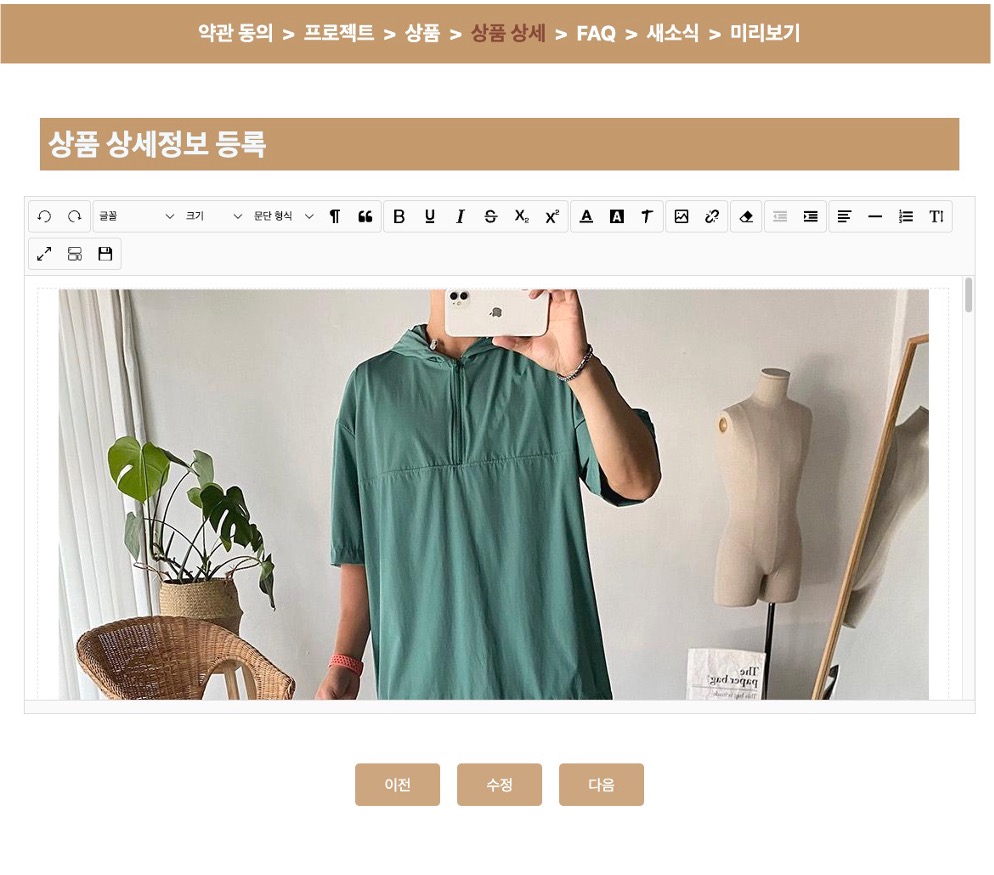 약관 동의 > 프로젝트 > 상품 > 상품 상세 > FAQ > 새소식 > 미리보기
상품 상세정보 등록
글꼴 크기 문단 형식 B U I S X₂ X² A A T TI
The
paper bag
이전 수정 다음